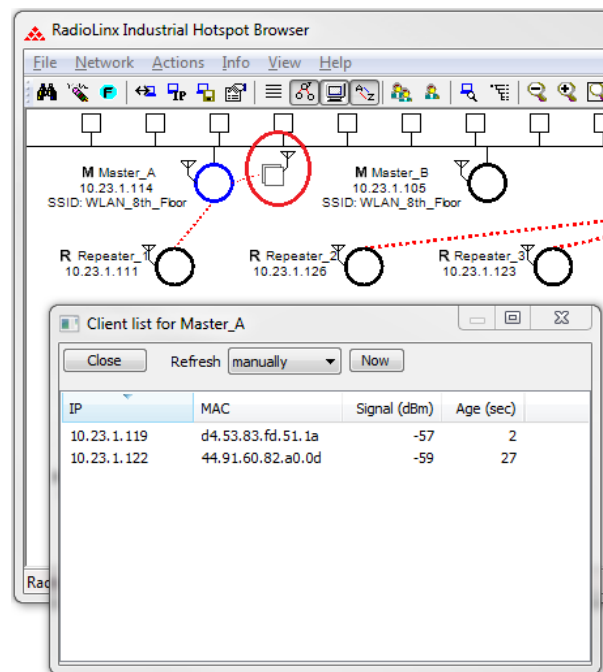 RadioLinx Industrial Hotspot Browser
File Network Actions Info View Help
F IP A Z
M Master_A
10.23.1.114
SSID: WLAN_8th_Floor
M Master_B
10.23.1.105
SSID: WLAN_8th_Floor
R Repeater_1
10.23.1.111
R Repeater_2
10.23.1.126
R Repeater_3
10.23.1.123
Client list for Master_A
Close Refresh manually Now
IP MAC Signal (dBm) Age (sec)
10.23.1.119 d4.53.83.fd.51.1a -57 2
10.23.1.122 44.91.60.82.a0.0d -59 27
Rad